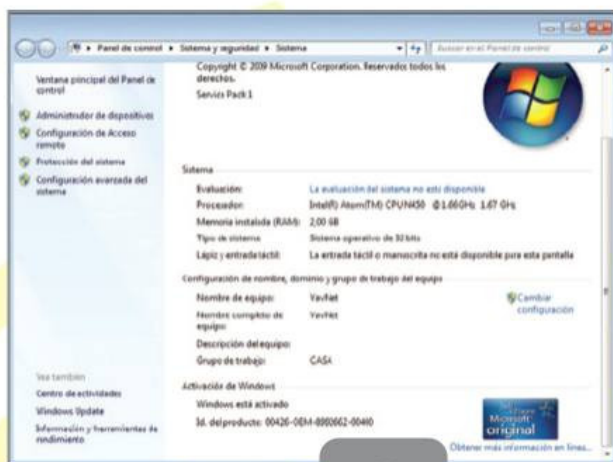 Panel de control ▸ Sistema y seguridad ▸ Sistema
Buscar en el Panel de control
Ventana principal del Panel de control
Administrador de dispositivos
Configuración de Acceso remoto
Protección del sistema
Configuración avanzada del sistema
Copyright © 2009 Microsoft Corporation. Reservados todos los derechos.
Service Pack 1
Sistema
Evaluación: La evaluación del sistema no está disponible
Procesador: Intel(R) Atom(TM) CPU N450 @ 1.66GHz 1.67 GHz
Memoria instalada (RAM): 2,00 GB
Tipo de sistema: Sistema operativo de 32 bits
Lápiz y entrada táctil: La entrada táctil o manuscrita no está disponible para esta pantalla
Configuración de nombre, dominio y grupo de trabajo del equipo
Nombre de equipo:
Cambiar configuración
Nombre completo de equipo:
Descripción del equipo:
Grupo de trabajo: CASA
Vea también
Centro de actividades
Windows Update
Información y herramientas de rendimiento
Activación de Windows
Windows está activado
Id. del producto:
Microsoft
original
Obtener más información en línea...